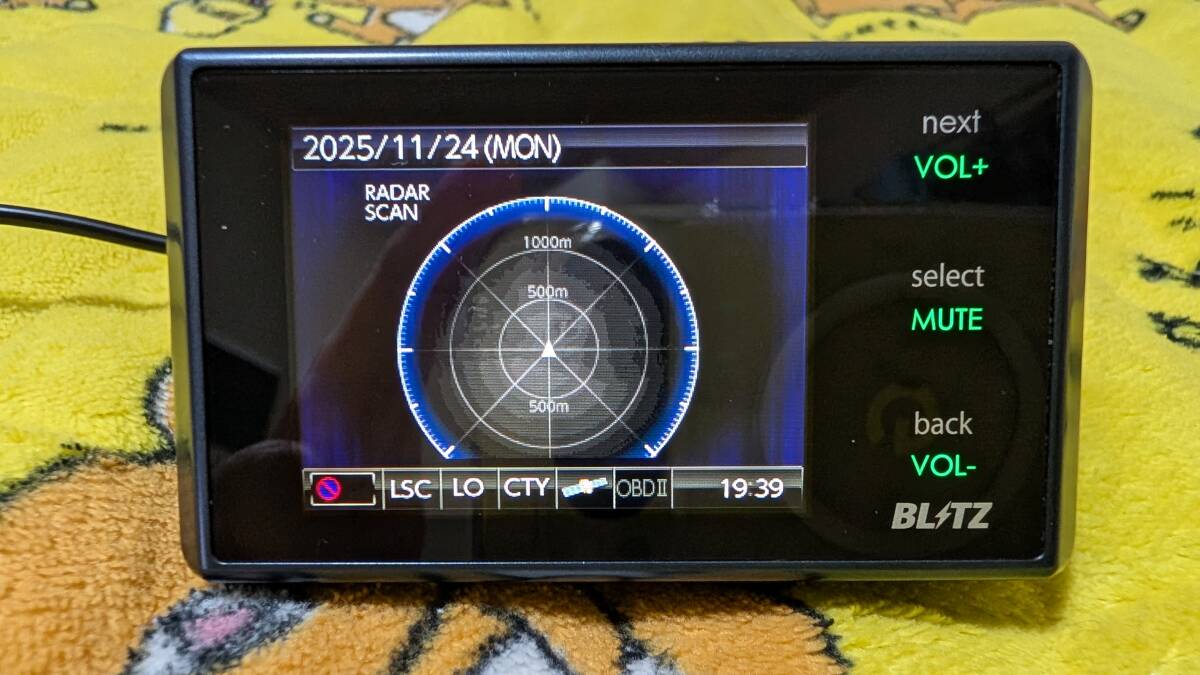 2025/11/24(MON)
RADAR
SCAN
1000m
500m
500m
LSC LO CTY OBDⅡ 19:39
next
VOL+
select
MUTE
back
VOL-
BLITZ